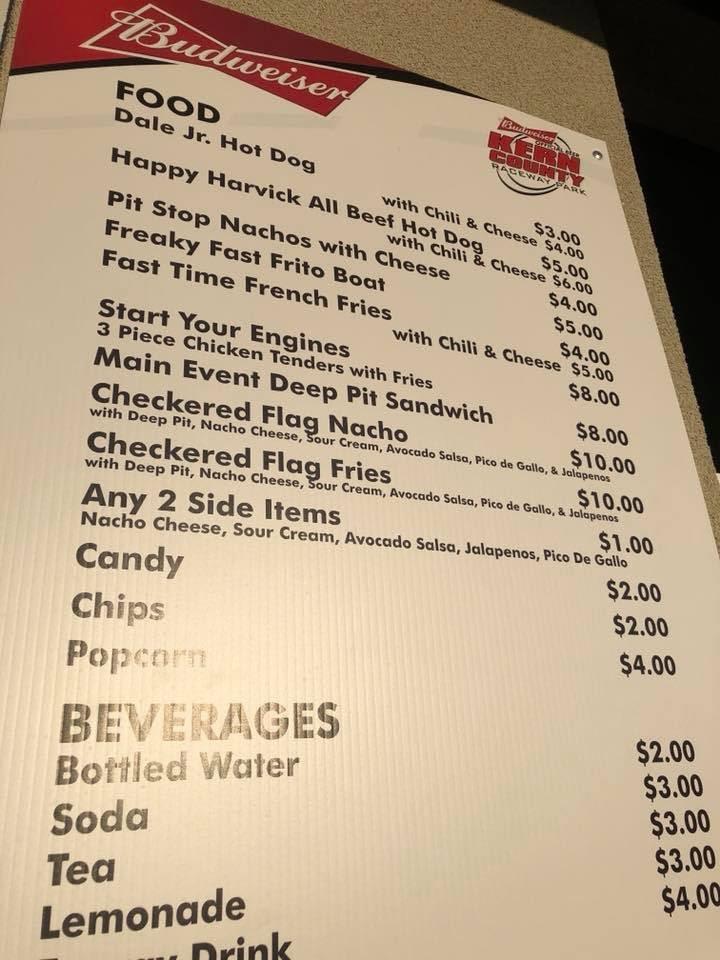 Budweiser
Budweiser
OFFICIAL BEER
KERN
COUNTY
RACEWAY PARK
FOOD
Dale Jr. Hot Dog $3.00
with Chili & Cheese $4.00
Happy Harvick All Beef Hot Dog $5.00
with Chili & Cheese $6.00
Pit Stop Nachos with Cheese $4.00
Freaky Fast Frito Boat $5.00
Fast Time French Fries $4.00
with Chili & Cheese $5.00
Start Your Engines $8.00
3 Piece Chicken Tenders with Fries
Main Event Deep Pit Sandwich $8.00
Checkered Flag Nacho $10.00
with Deep Pit, Nacho Cheese, Sour Cream, Avocado Salsa, Pico de Gallo, & Jalapenos
Checkered Flag Fries $10.00
with Deep Pit, Nacho Cheese, Sour Cream, Avocado Salsa, Pico de Gallo, & Jalapenos
Any 2 Side Items $1.00
Nacho Cheese, Sour Cream, Avocado Salsa, Jalapenos, Pico De Gallo
Candy $2.00
Chips $2.00
Popcorn $4.00
BEVERAGES
Bottled Water $2.00
Soda $3.00
Tea $3.00
Lemonade $3.00
Drink $4.00